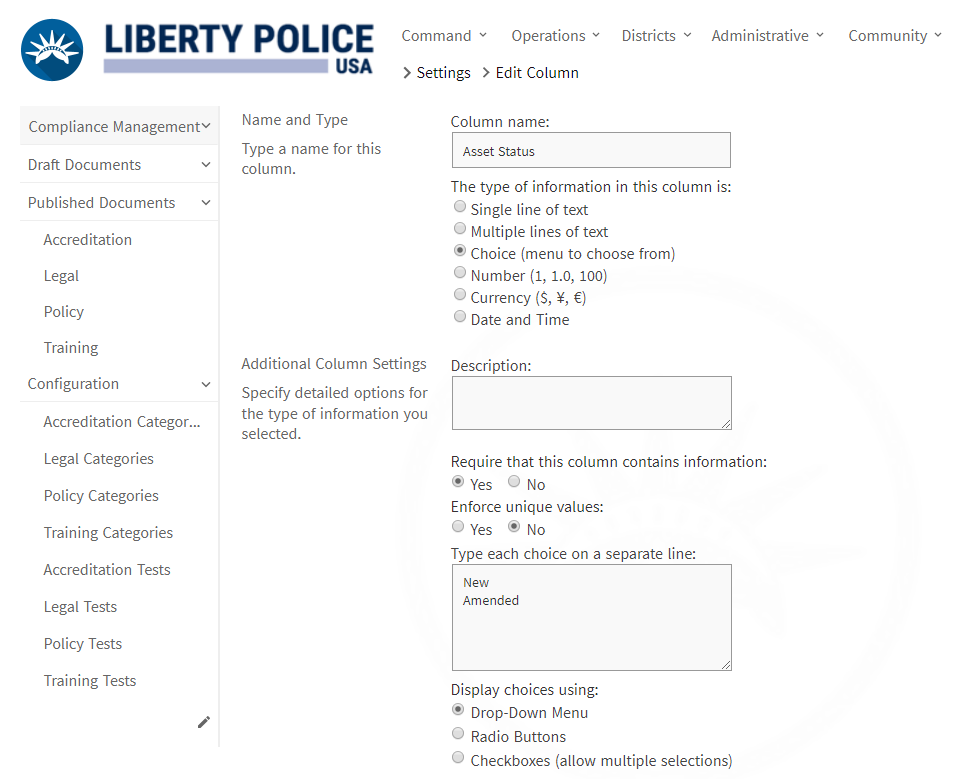 LIBERTY POLICE
USA
Command
Operations
Districts
Administrative
Community
Settings
Edit Column
Compliance Management
Draft Documents
Published Documents
Accreditation
Legal
Policy
Training
Configuration
Accreditation Categor...
Legal Categories
Policy Categories
Training Categories
Accreditation Tests
Legal Tests
Policy Tests
Training Tests
Name and Type
Type a name for this
column.
Column name:
Asset Status
The type of information in this column is:
Single line of text
Multiple lines of text
Choice (menu to choose from)
Number (1, 1.0, 100)
Currency ($, ¥, €)
Date and Time
Additional Column Settings
Specify detailed options for
the type of information you
selected.
Description:
Require that this column contains information:
Yes No
Enforce unique values:
Yes No
Type each choice on a separate line:
New
Amended
Display choices using:
Drop-Down Menu
Radio Buttons
Checkboxes (allow multiple selections)